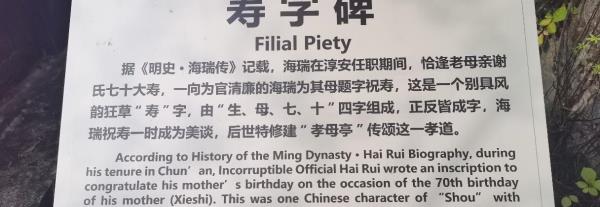 寿字碑
Filial Piety
据《明史·海瑞传》记载，海瑞在淳安任职期间，恰逢老母亲谢
氏七十大寿，一向为官清廉的海瑞为其母题字祝寿，这是一个别具风
韵狂草“寿”字，由“生、母、七、十”四字组成，正反皆成字，海
瑞祝寿一时成为美谈，后世特修建“孝母亭”传颂这一孝道。
According to History of the Ming Dynasty·Hai Rui Biography, during
his tenure in Chun’an, Incorruptible Official Hai Rui wrote an inscription to
congratulate his mother’s birthday on the occasion of the 70th birthday
of his mother (Xieshi). This was one Chinese character of “Shou” with